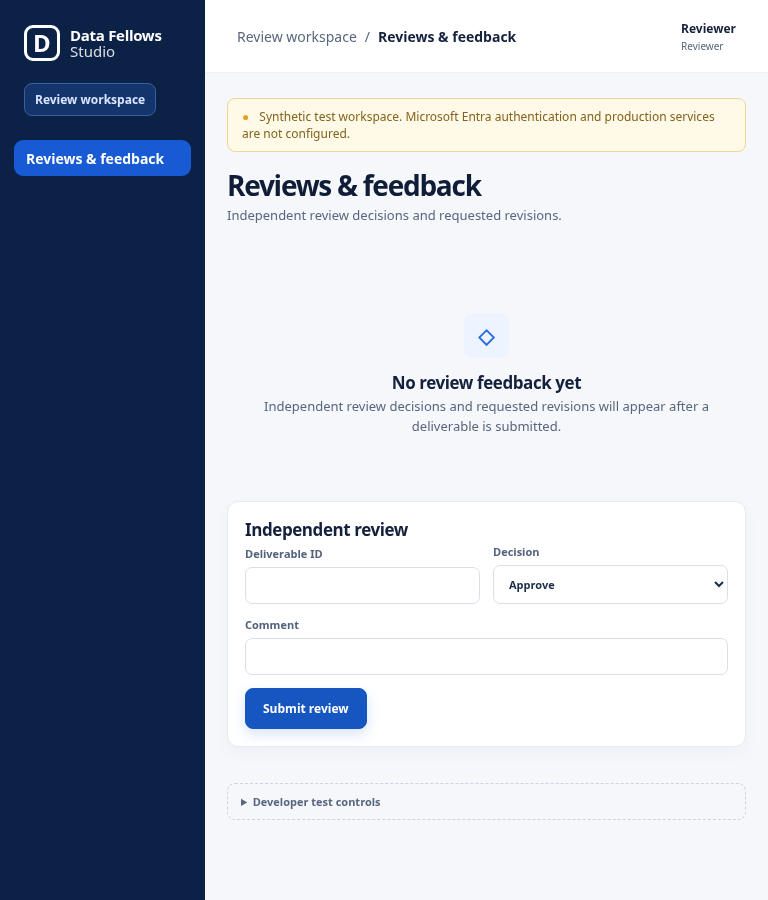 D
Data Fellows
Studio
Review workspace
Reviews & feedback
Review workspace / Reviews & feedback
Reviewer
Reviewer
Synthetic test workspace. Microsoft Entra authentication and production services
are not configured.
Reviews & feedback
Independent review decisions and requested revisions.
No review feedback yet
Independent review decisions and requested revisions will appear after a
deliverable is submitted.
Independent review
Deliverable ID
Decision
Approve
Comment
Submit review
Developer test controls